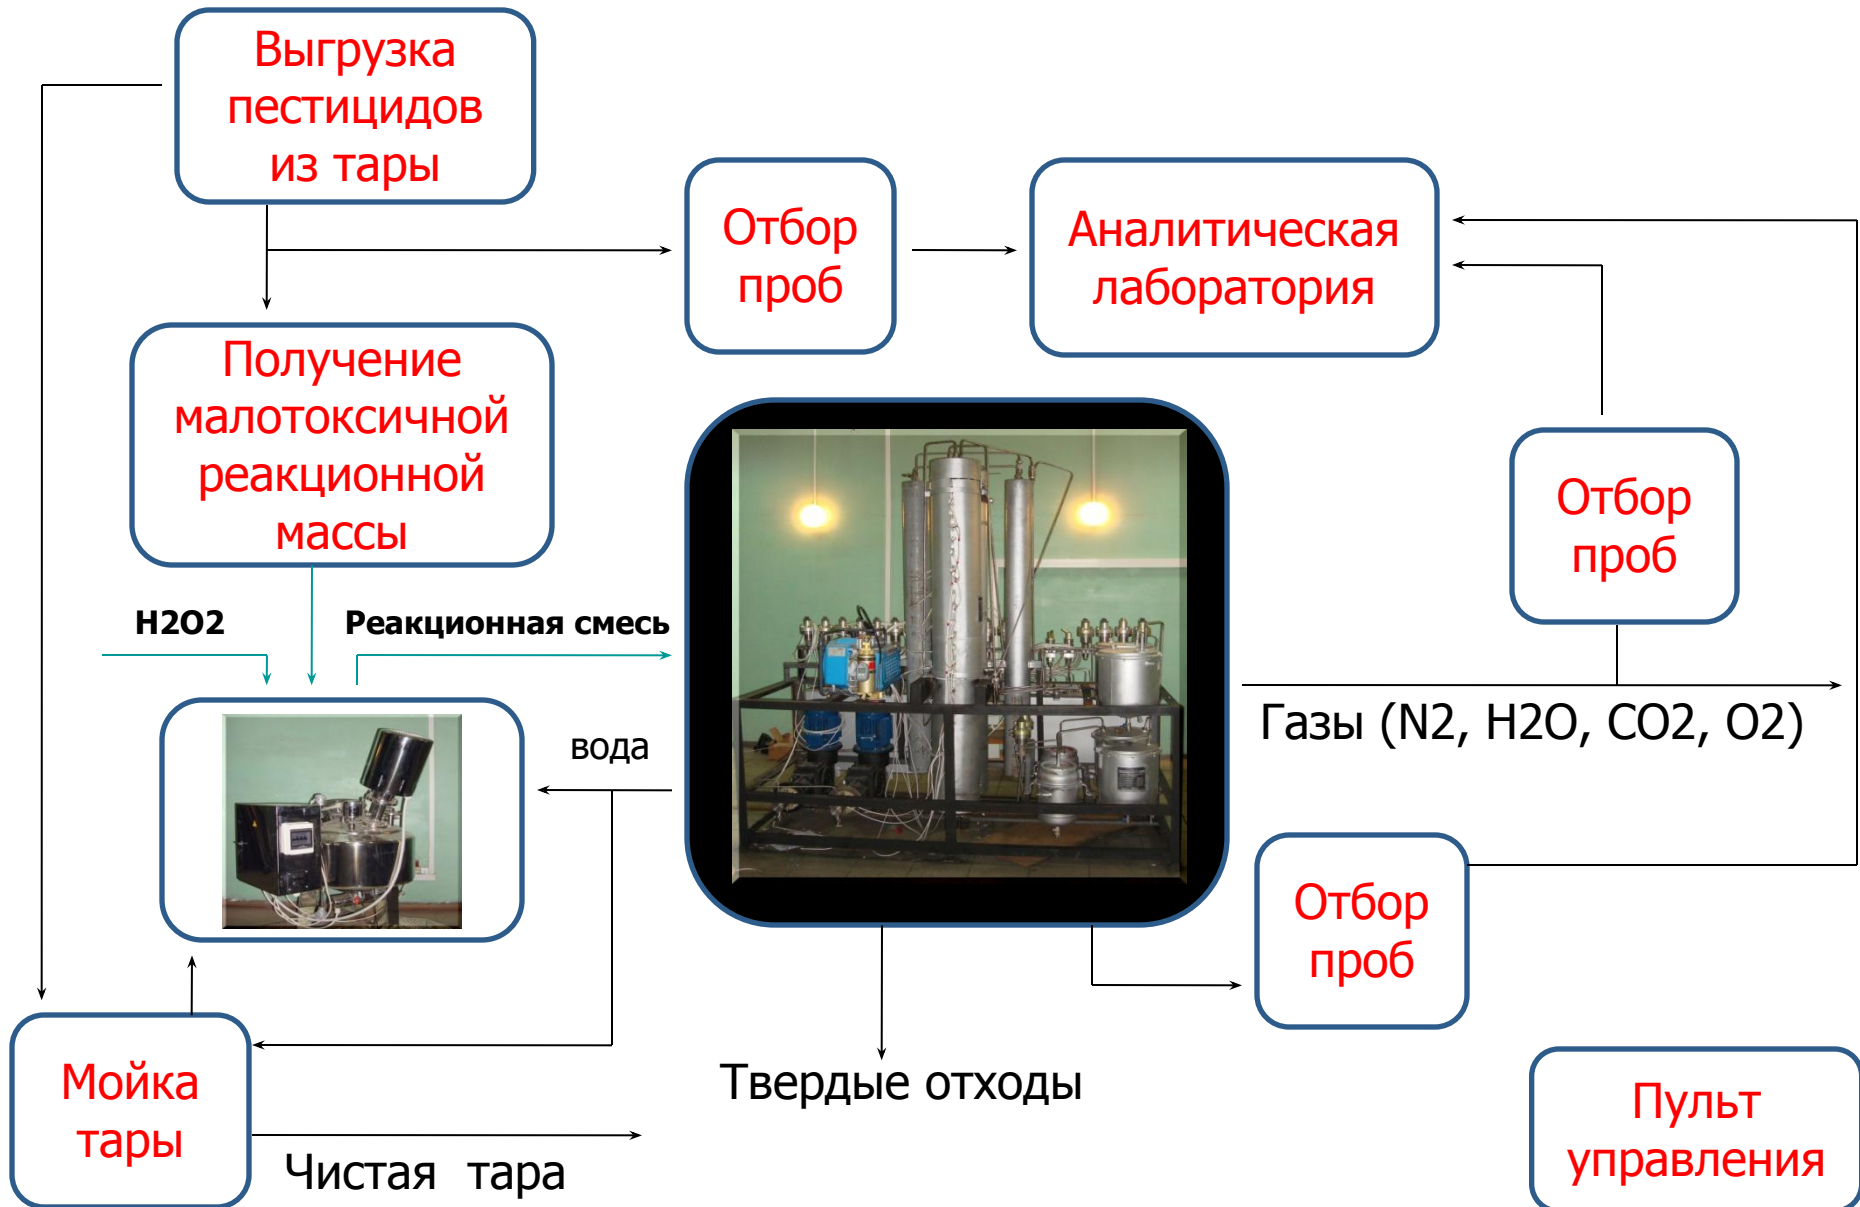 Выгрузка
пестицидов
из тары
Отбор
проб
Аналитическая
лаборатория
Получение
малотоксичной
реакционной
массы
Отбор
проб
H2O2
Реакционная смесь
вода
Газы (N2, H2O, CO2, O2)
Отбор
проб
Мойка
тары
Твердые отходы
Чистая тара
Пульт
управления